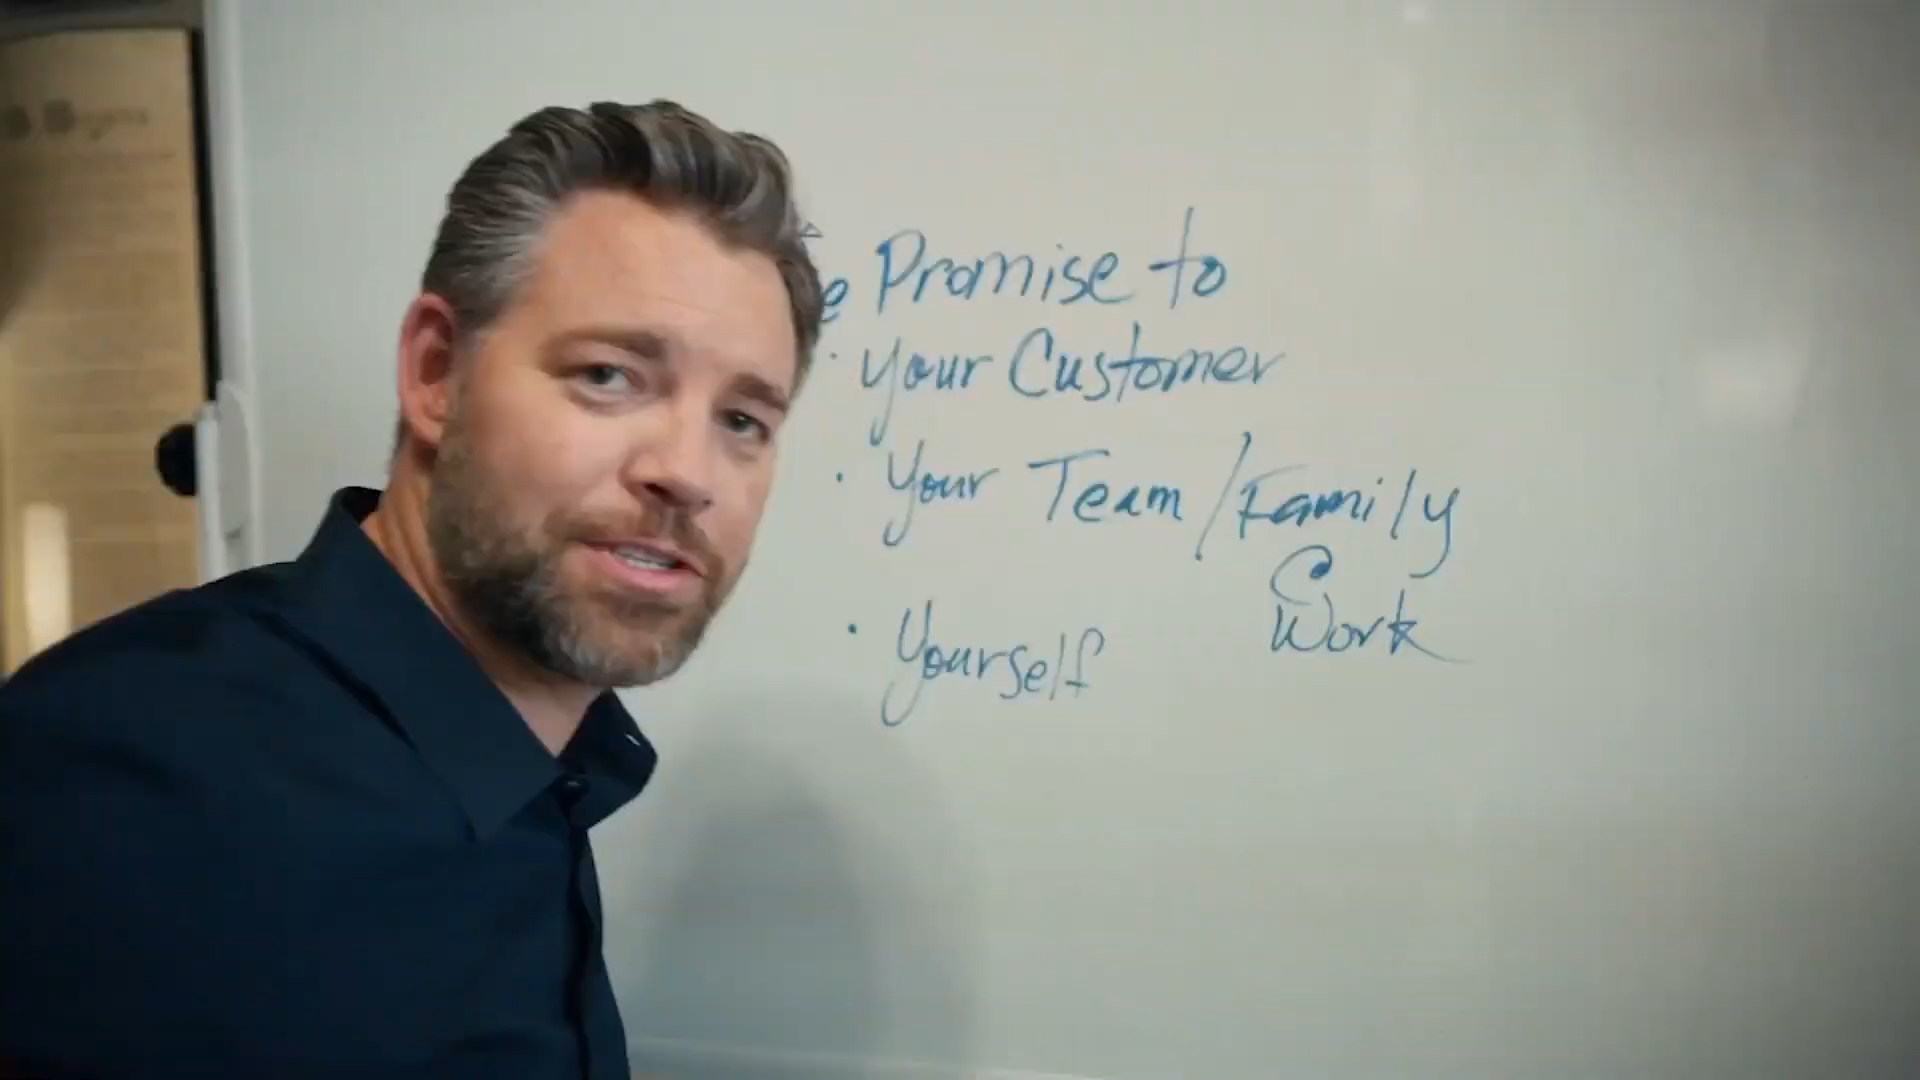 e Promise to
· Your Customer
· Your Team / Family
@ Work
· Yourself